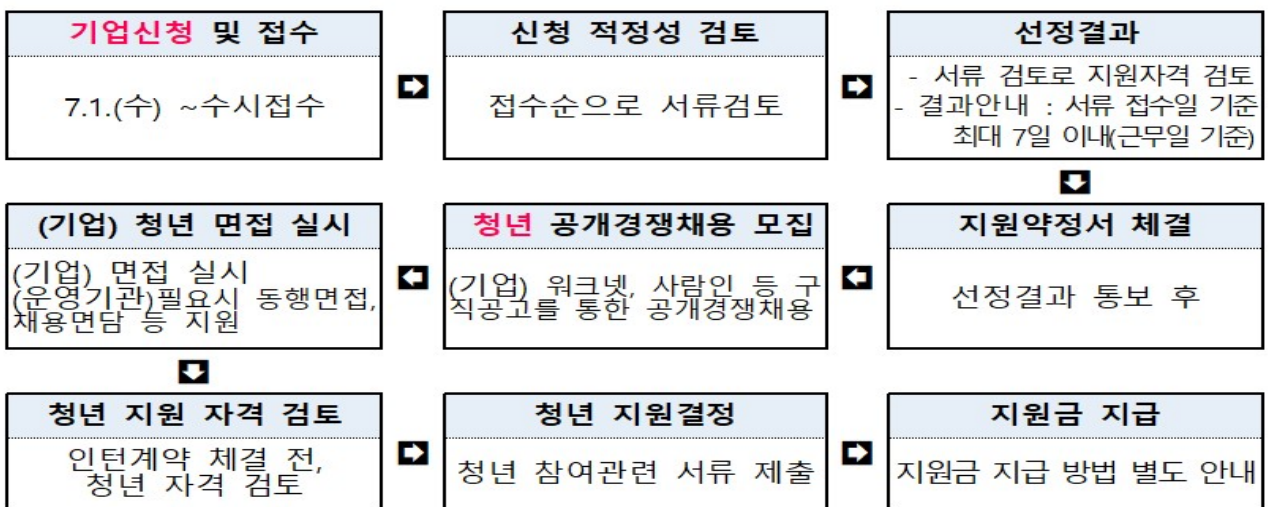 기업신청 및 접수
7.1.(수) ~수시접수
신청 적정성 검토
접수순으로 서류검토
선정결과
- 서류 검토로 지원자격 검토
- 결과안내 : 서류 접수일 기준
최대 7일 이내(근무일 기준)
지원약정서 체결
선정결과 통보 후
청년 공개경쟁채용 모집
(기업) 워크넷, 사람인 등 구
직공고를 통한 공개경쟁채용
(기업) 청년 면접 실시
(기업) 면접 실시
(운영기관)필요시 동행면접,
채용면담 등 지원
청년 지원 자격 검토
인턴계약 체결 전,
청년 자격 검토
청년 지원결정
청년 참여관련 서류 제출
지원금 지급
지원금 지급 방법 별도 안내